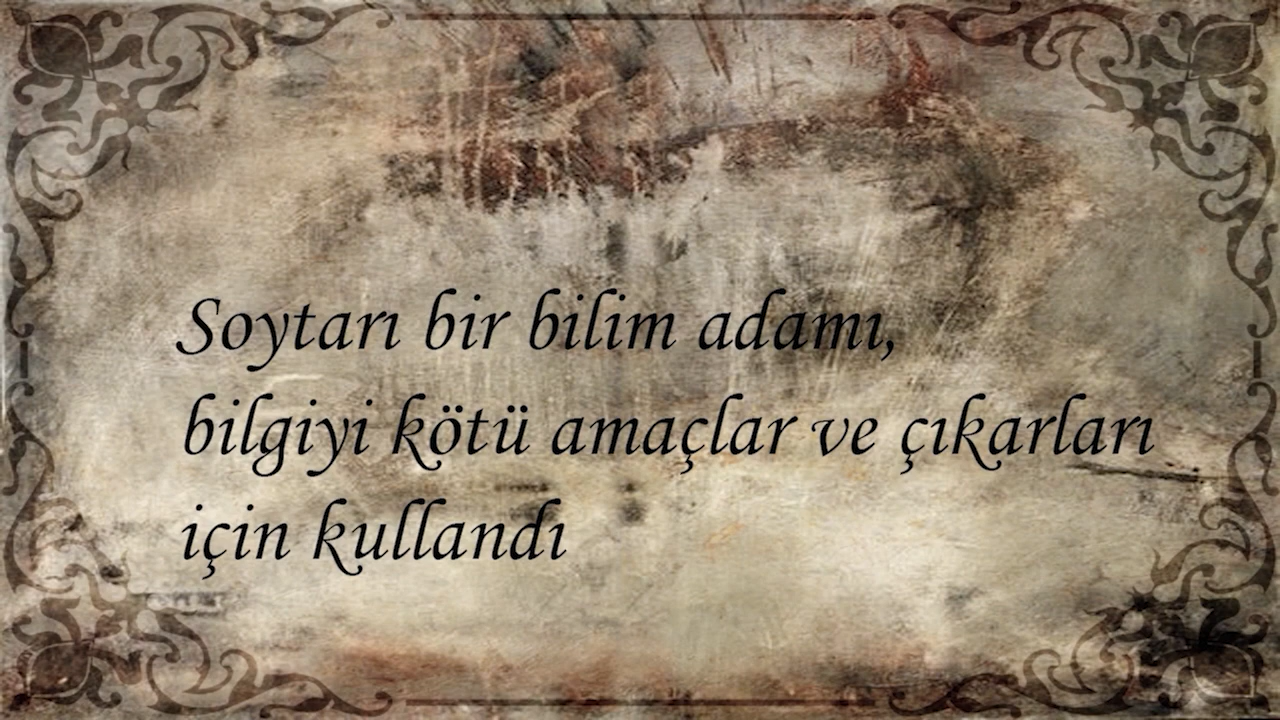 Soytarı bir bilim adamı,
bilgiyi kötü amaçlar ve çıkarları
için kullandı